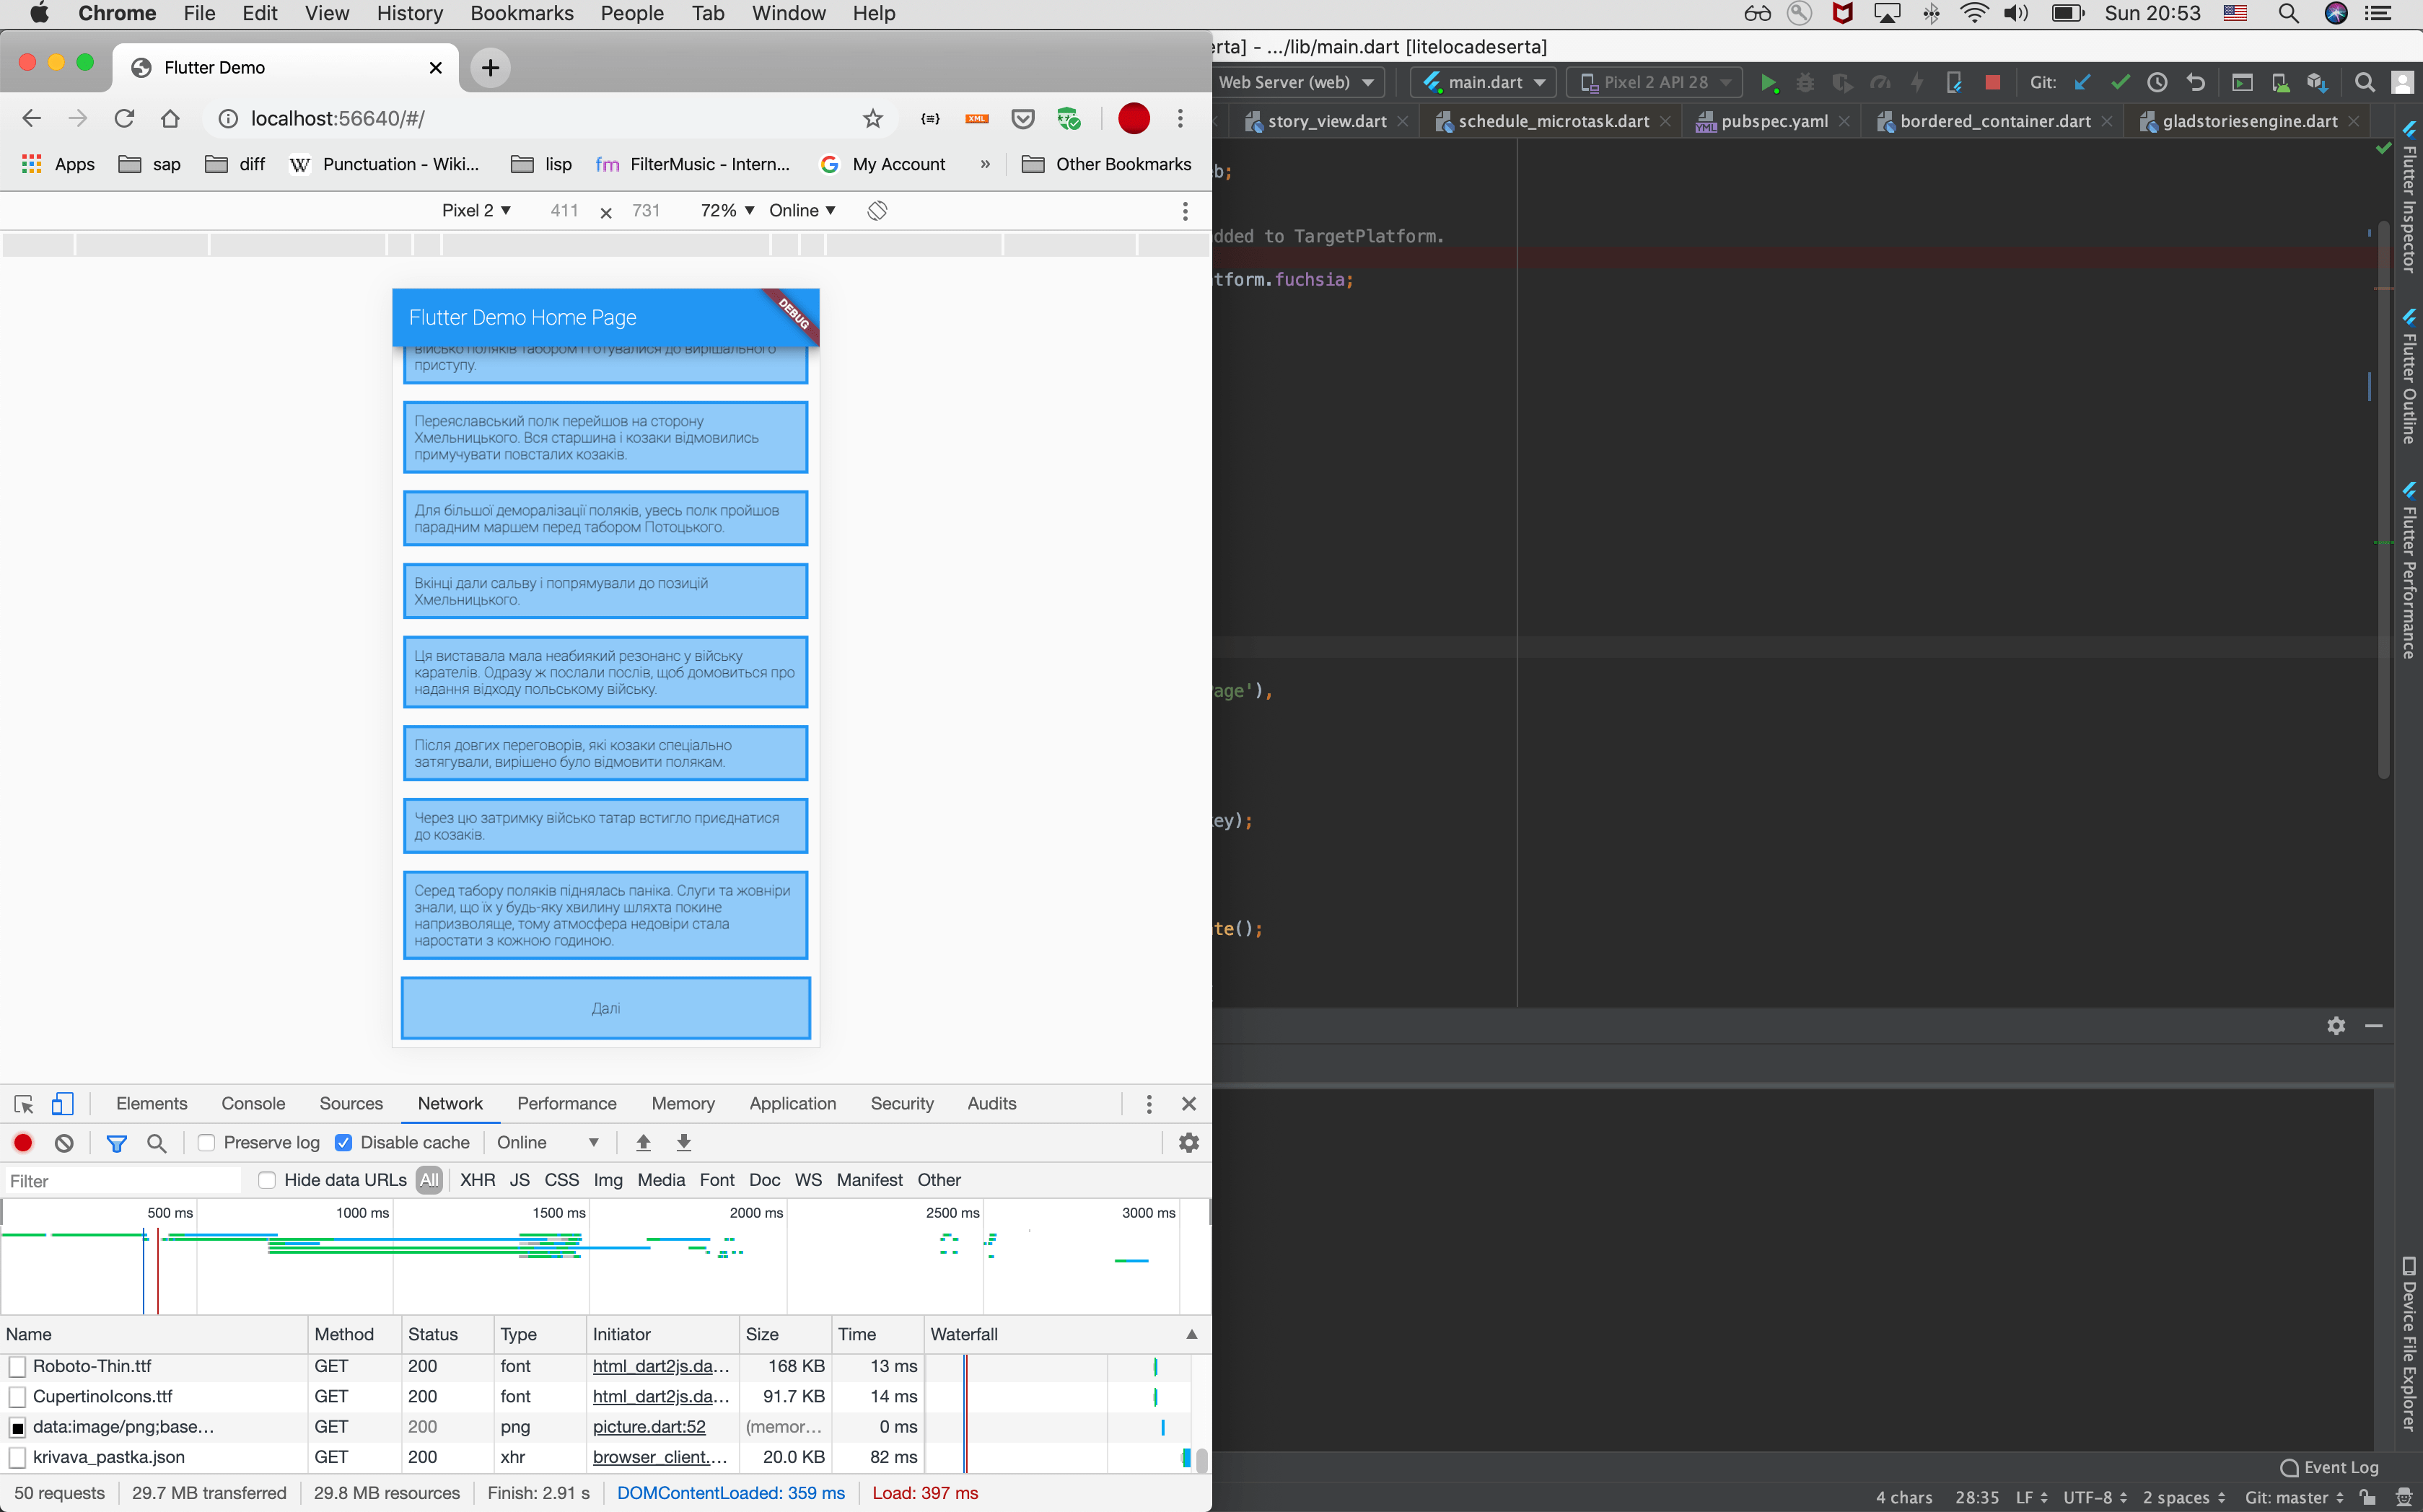 Chrome File Edit View History Bookmarks People Tab Window Help
Sun 20:53
Flutter Demo
localhost:56640/#/
XML
Apps sap diff W Punctuation - Wiki... lisp fm FilterMusic - Intern... G My Account » Other Bookmarks
Pixel 2 ▼ 411 × 731 72% ▼ Online ▼
Flutter Demo Home Page
DEBUG
військо поляків табором і готувалися до вирішального
приступу.
Переяславський полк перейшов на сторону
Хмельницького. Вся старшина і козаки відмовились
примучувати повсталих козаків.
Для більшої деморалізації поляків, увесь полк пройшов
парадним маршем перед табором Потоцького.
Вкінці дали сальву і попрямували до позицій
Хмельницького.
Ця виставала мала неабиякий резонанс у війську
карателів. Одразу ж послали послів, щоб домовиться про
надання відходу польському війську.
Після довгих переговорів, які козаки спеціально
затягували, вирішено було відмовити полякам.
Через цю затримку військо татар встигло приєднатися
до козаків.
Серед табору поляків піднялась паніка. Слуги та жовніри
знали, що їх у будь-яку хвилину шляхта покине
напризволяще, тому атмосфера недовіри стала
наростати з кожною годиною.
Далі
Elements Console Sources Network Performance Memory Application Security Audits
Preserve log Disable cache Online ▼
Filter Hide data URLs All XHR JS CSS Img Media Font Doc WS Manifest Other
500 ms 1000 ms 1500 ms 2000 ms 2500 ms 3000 ms
Name Method Status Type Initiator Size Time Waterfall
Roboto-Thin.ttf GET 200 font html_dart2js.da... 168 KB 13 ms
CupertinoIcons.ttf GET 200 font html_dart2js.da... 91.7 KB 14 ms
data:image/png;base... GET 200 png picture.dart:52 (memor... 0 ms
krivava_pastka.json GET 200 xhr browser_client.... 20.0 KB 82 ms
50 requests 29.7 MB transferred 29.8 MB resources Finish: 2.91 s DOMContentLoaded: 359 ms Load: 397 ms
erta] - .../lib/main.dart [litelocadeserta]
Web Server (web) main.dart Pixel 2 API 28 Git:
story_view.dart schedule_microtask.dart YML pubspec.yaml bordered_container.dart gladstoriesengine.dart
b;
dded to TargetPlatform.
tform.fuchsia;
age'),
ey);
te();
Flutter Inspector
Flutter Outline
Flutter Performance
Device File Explorer
Event Log
4 chars 28:35 LF UTF-8 2 spaces Git: master